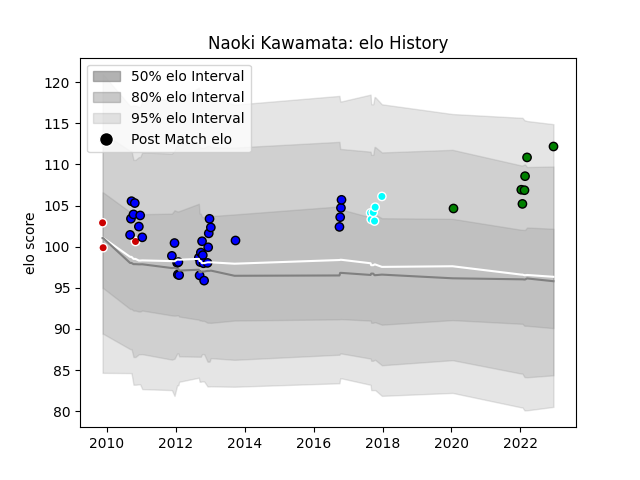 Naoki Kawamata: elo History
50% elo Interval
80% elo Interval
95% elo Interval
Post Match elo
elo score
120
115
110
105
100
95
90
85
80
2010
2012
2014
2016
2018
2020
2022